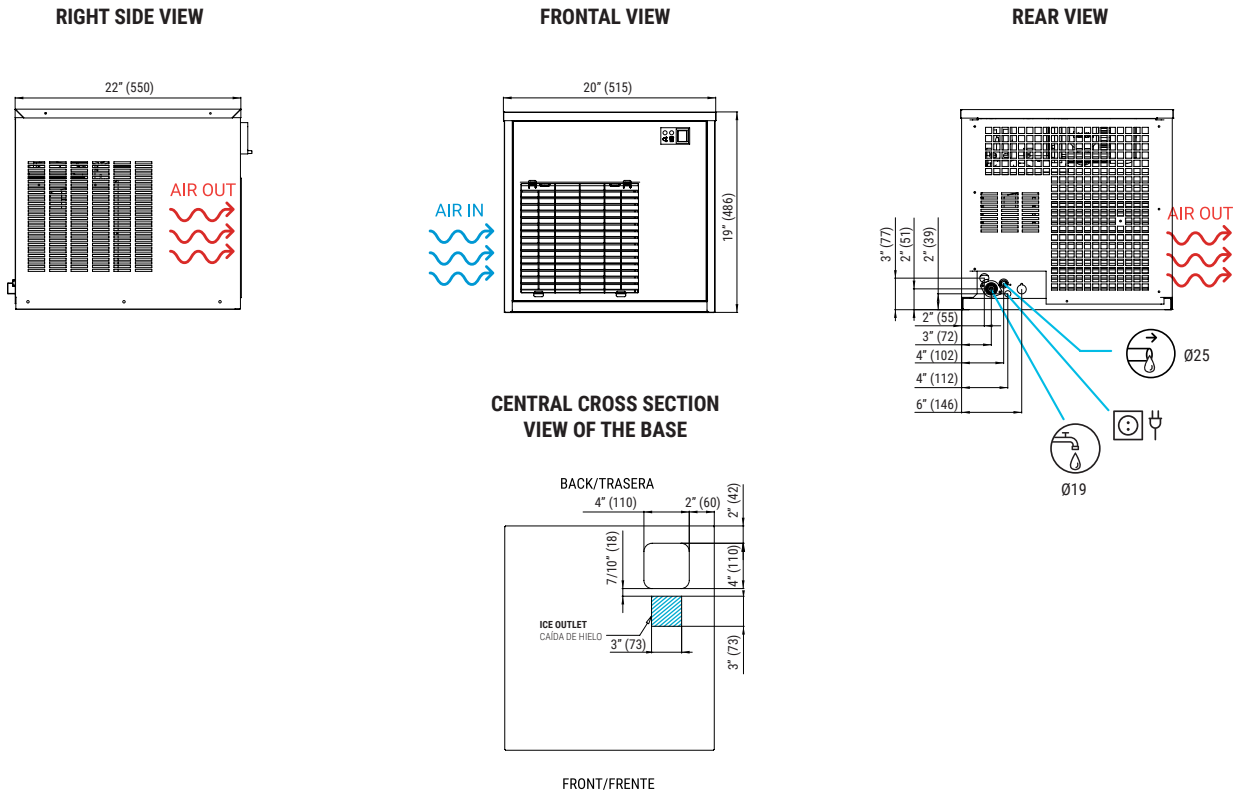 RIGHT SIDE VIEW
FRONTAL VIEW
REAR VIEW
22” (550)
AIR OUT
20” (515)
AIR IN
19” (486)
AIR OUT
3” (77)
2” (51)
2” (39)
2” (55)
3” (72)
4” (102)
4” (112)
6” (146)
Ø25
Ø19
CENTRAL CROSS SECTION
VIEW OF THE BASE
BACK/TRASERA
4” (110)
2” (60)
2” (42)
7/10” (18)
4” (110)
ICE OUTLET
CAÍDA DE HIELO
3” (73)
3” (73)
FRONT/FRENTE